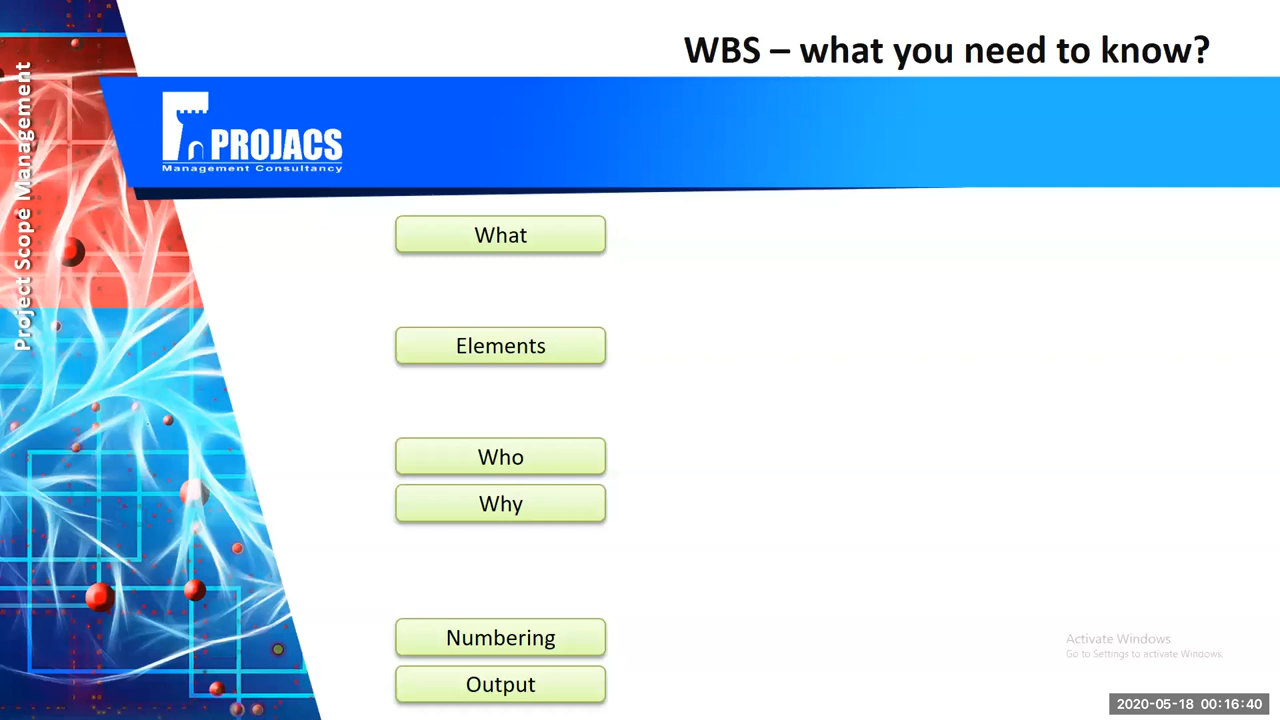 WBS – what you need to know?
PROJACS
Management Consultancy
Project Scope Management
What
Elements
Who
Why
Numbering
Output
Activate Windows
Go to Settings to activate Windows.
2020-05-18 00:16:40